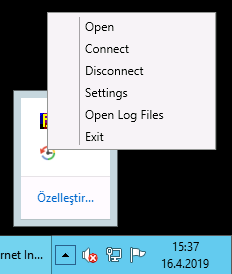 Open
Connect
Disconnect
Settings
Open Log Files
Exit
Özelleştir...
rnet In...
15:37
16.4.2019